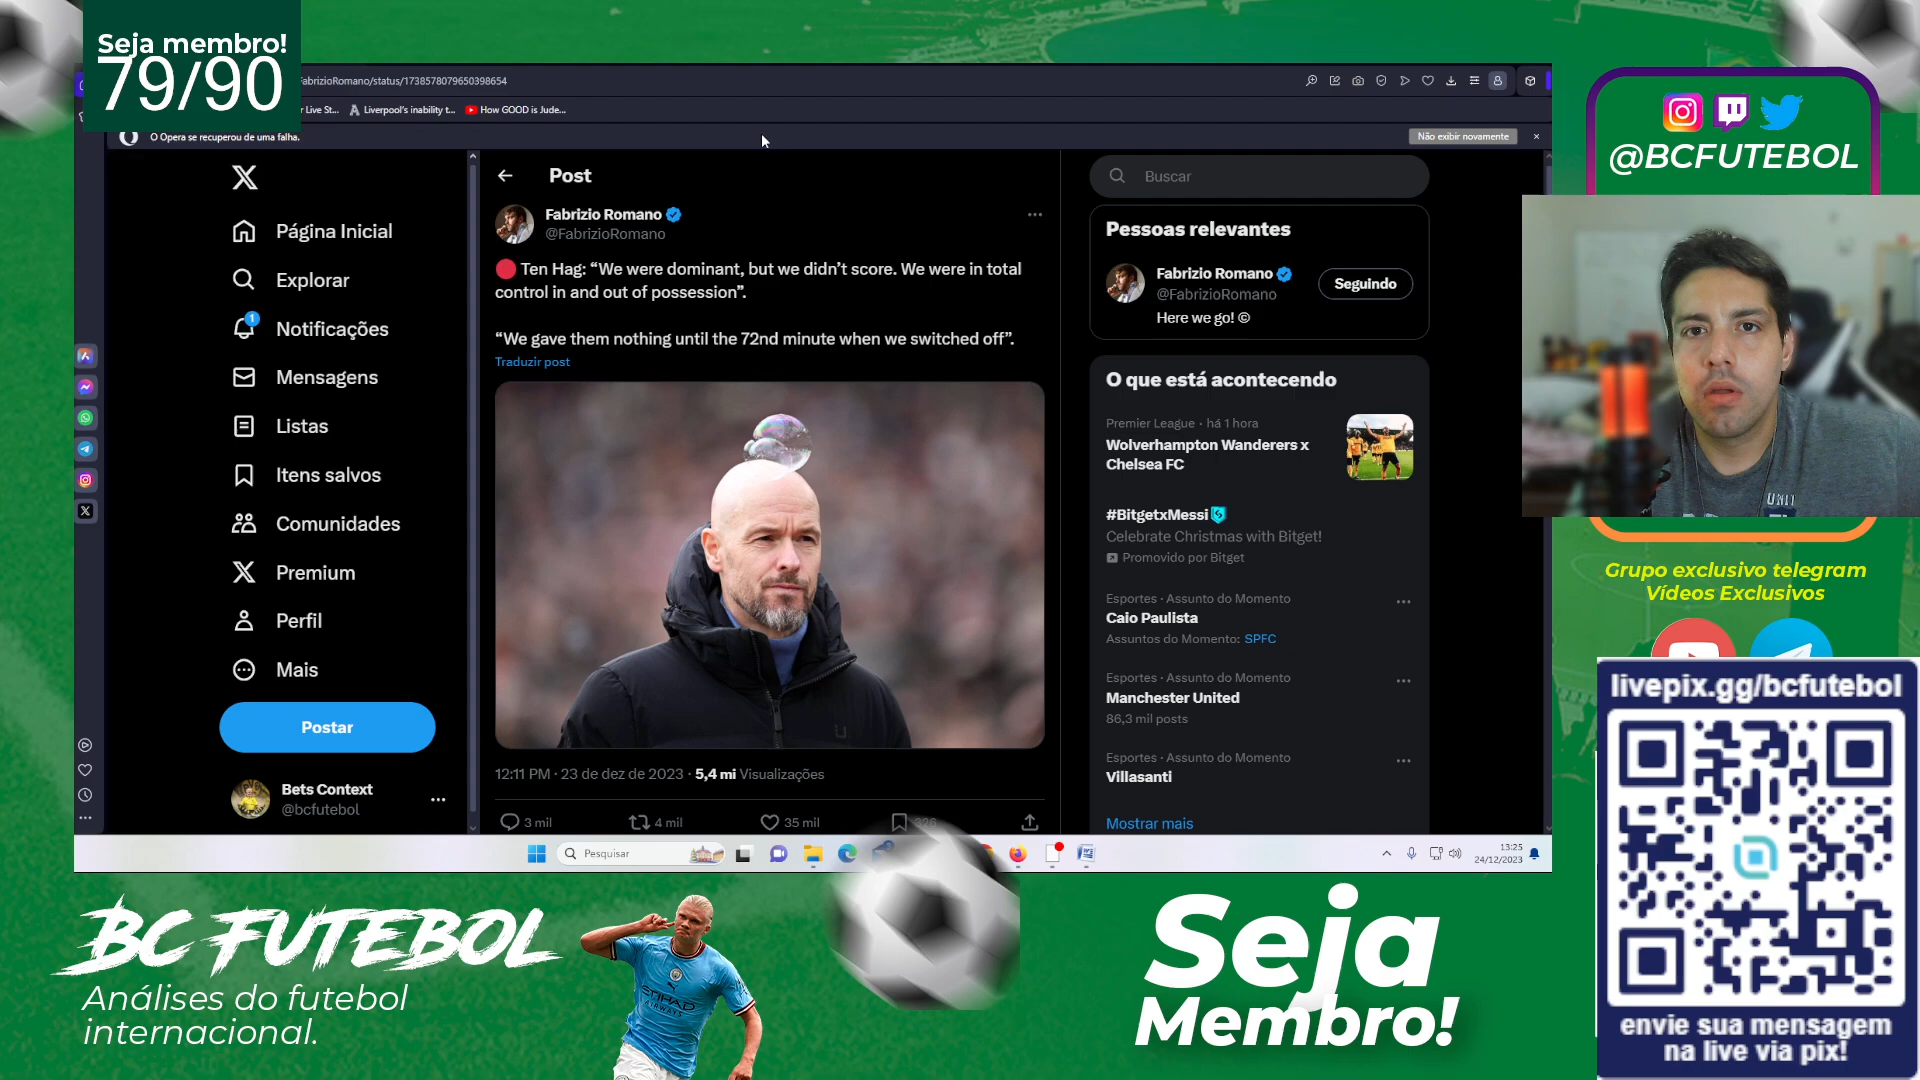 Seja membro!
79/90
abrizioRomano/status/1738578079650398654
r Live St...
Liverpool's inability t...
How GOOD is Jude...
O Opera se recuperou de uma falha.
Não exibir novamente
Página Inicial
Explorar
1
Notificações
Mensagens
Listas
Itens salvos
Comunidades
Premium
Perfil
Mais
Postar
Bets Context
@bcfutebol
Post
Fabrizio Romano
@FabrizioRomano
Ten Hag: “We were dominant, but we didn’t score. We were in total
control in and out of possession”.
“We gave them nothing until the 72nd minute when we switched off”.
Traduzir post
12:11 PM · 23 de dez de 2023 · 5,4 mi Visualizações
3 mil
4 mil
35 mil
Buscar
Pessoas relevantes
Fabrizio Romano
@FabrizioRomano
Seguindo
Here we go! ©
O que está acontecendo
Premier League · há 1 hora
Wolverhampton Wanderers x
Chelsea FC
#BitgetxMessi
Celebrate Christmas with Bitget!
Promovido por Bitget
Esportes · Assunto do Momento
Caio Paulista
Assuntos do Momento: SPFC
Esportes · Assunto do Momento
Manchester United
86,3 mil posts
Esportes · Assunto do Momento
Villasanti
Mostrar mais
Pesquisar
13:25
24/12/2023
@BCFUTEBOL
Grupo exclusivo telegram
Vídeos Exclusivos
livepix.gg/bcfutebol
envie sua mensagem
na live via pix!
BC FUTEBOL
Análises do futebol
internacional.
ETIHAD
AIRWAYS
Seja
Membro!